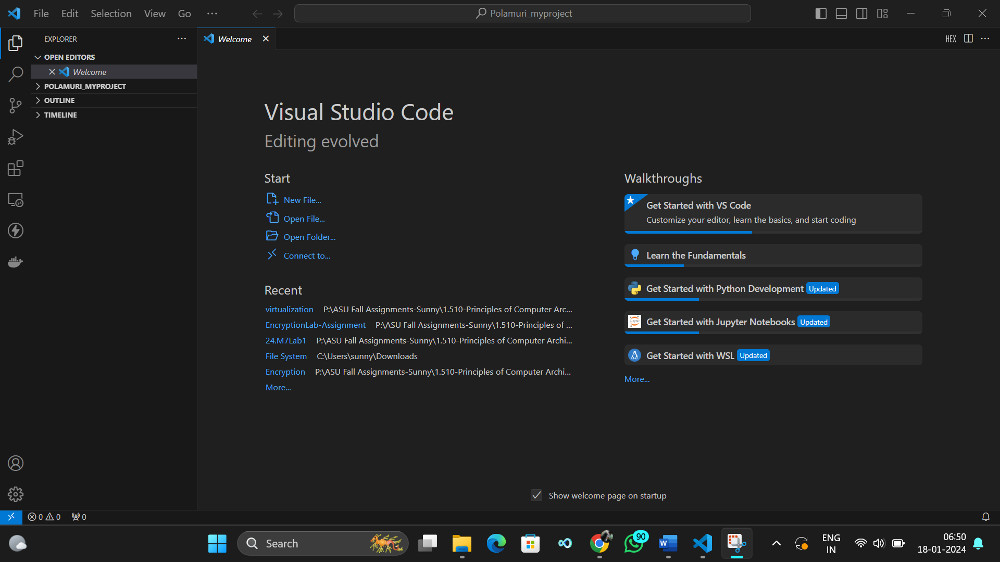 File Edit Selection View Go ...
Polamuri_myproject
EXPLORER
Welcome
HEX
OPEN EDITORS
Welcome
POLAMURI_MYPROJECT
OUTLINE
TIMELINE
Visual Studio Code
Editing evolved
Start
New File...
Open File...
Open Folder...
Connect to...
Recent
virtualization P:\ASU Fall Assignments-Sunny\1.510-Principles of Computer Arc...
EncryptionLab-Assignment P:\ASU Fall Assignments-Sunny\1.510-Principles of ...
24.M7Lab1 P:\ASU Fall Assignments-Sunny\1.510-Principles of Computer Archi...
File System C:\Users\sunny\Downloads
Encryption P:\ASU Fall Assignments-Sunny\1.510-Principles of Computer Archi...
More...
Walkthroughs
Get Started with VS Code
Customize your editor, learn the basics, and start coding
Learn the Fundamentals
Get Started with Python Development Updated
Jupyter
Get Started with Jupyter Notebooks Updated
Get Started with WSL Updated
More...
Show welcome page on startup
0 0 0
Search
90
W
ENG
IN
06:50
18-01-2024